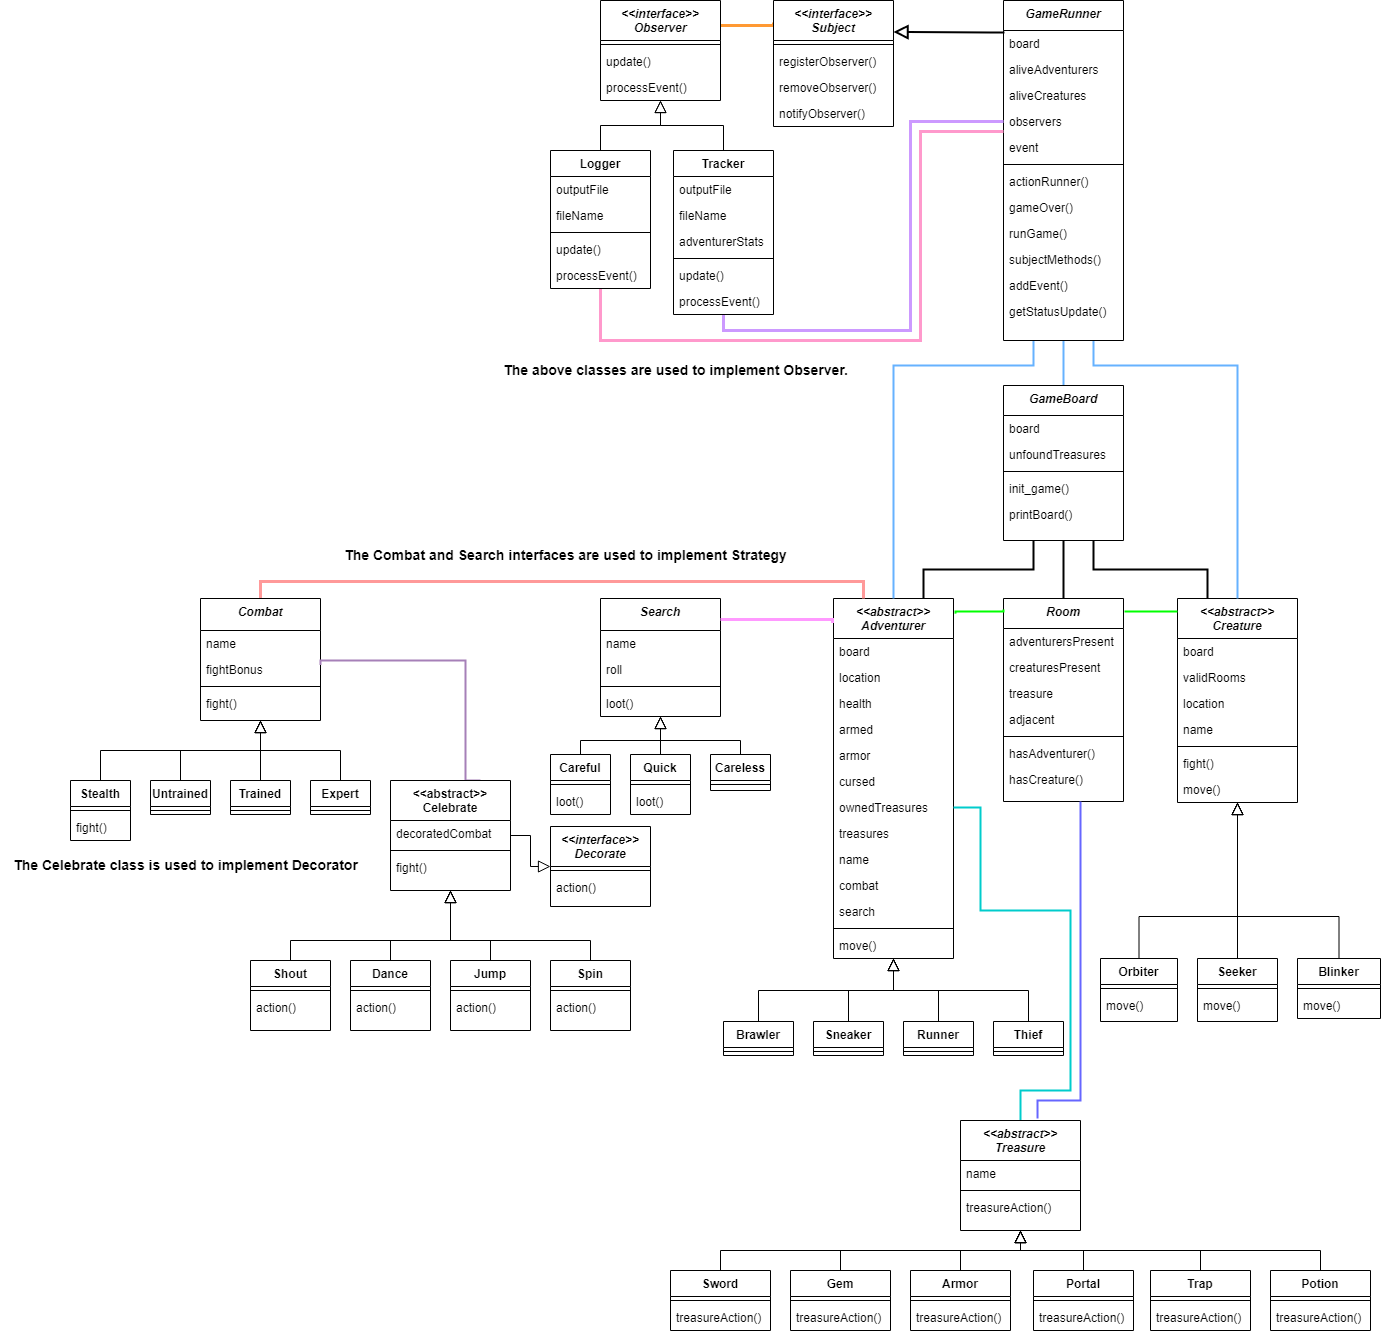 <<interface>>
Observer
update()
processEvent()
<<interface>>
Subject
registerObserver()
removeObserver()
notifyObserver()
GameRunner
board
aliveAdventurers
aliveCreatures
observers
event
actionRunner()
gameOver()
runGame()
subjectMethods()
addEvent()
getStatusUpdate()
Logger
outputFile
fileName
update()
processEvent()
Tracker
outputFile
fileName
adventurerStats
update()
processEvent()
The above classes are used to implement Observer.
GameBoard
board
unfoundTreasures
init_game()
printBoard()
The Combat and Search interfaces are used to implement Strategy
Combat
name
fightBonus
fight()
Search
name
roll
loot()
<<abstract>>
Adventurer
board
location
health
armed
armor
cursed
ownedTreasures
treasures
name
combat
search
move()
Room
adventurersPresent
creaturesPresent
treasure
adjacent
hasAdventurer()
hasCreature()
<<abstract>>
Creature
board
validRooms
location
name
fight()
move()
Stealth
fight()
Untrained
Trained
Expert
<<abstract>>
Celebrate
decoratedCombat
fight()
Careful
loot()
Quick
loot()
Careless
<<interface>>
Decorate
action()
The Celebrate class is used to implement Decorator
Shout
action()
Dance
action()
Jump
action()
Spin
action()
Brawler
Sneaker
Runner
Thief
Orbiter
move()
Seeker
move()
Blinker
move()
<<abstract>>
Treasure
name
treasureAction()
Sword
treasureAction()
Gem
treasureAction()
Armor
treasureAction()
Portal
treasureAction()
Trap
treasureAction()
Potion
treasureAction()